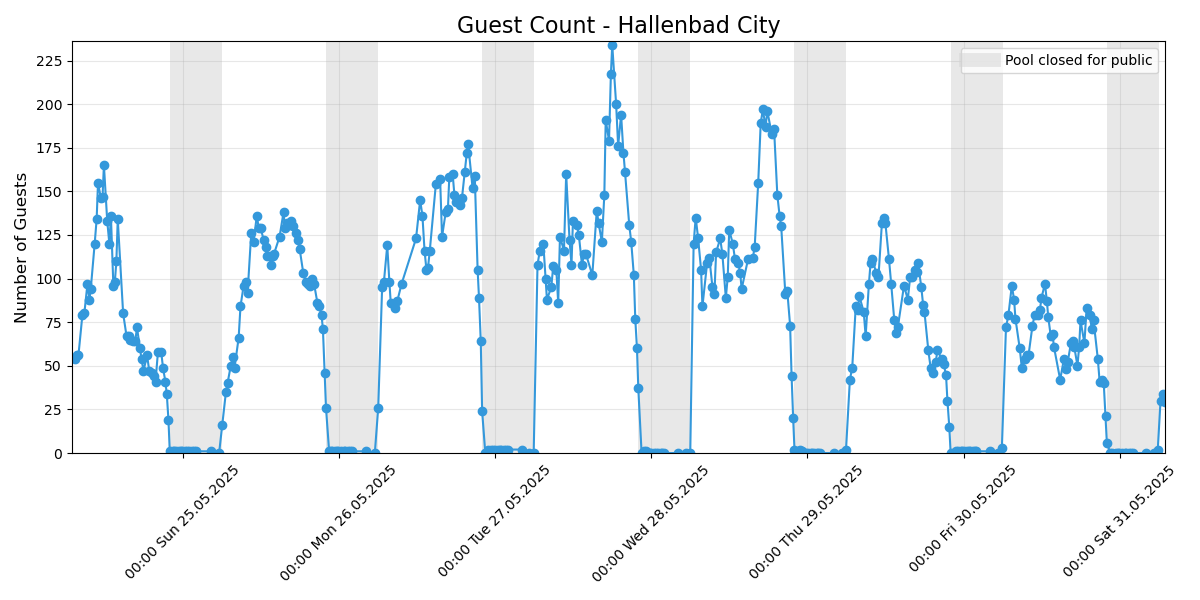 Guest Count - Hallenbad City
Pool closed for public
Number of Guests
225
200
175
150
125
100
75
50
25
0
00:00 Sun 25.05.2025
00:00 Mon 26.05.2025
00:00 Tue 27.05.2025
00:00 Wed 28.05.2025
00:00 Thu 29.05.2025
00:00 Fri 30.05.2025
00:00 Sat 31.05.2025